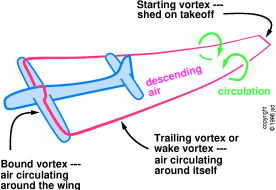 Starting vortex ---
shed on takeoff
descending
air
circulation
copyright
© 1996 jsd
Trailing vortex or
wake vortex ---
air circulating
around itself
Bound vortex ---
air circulating
around the wing